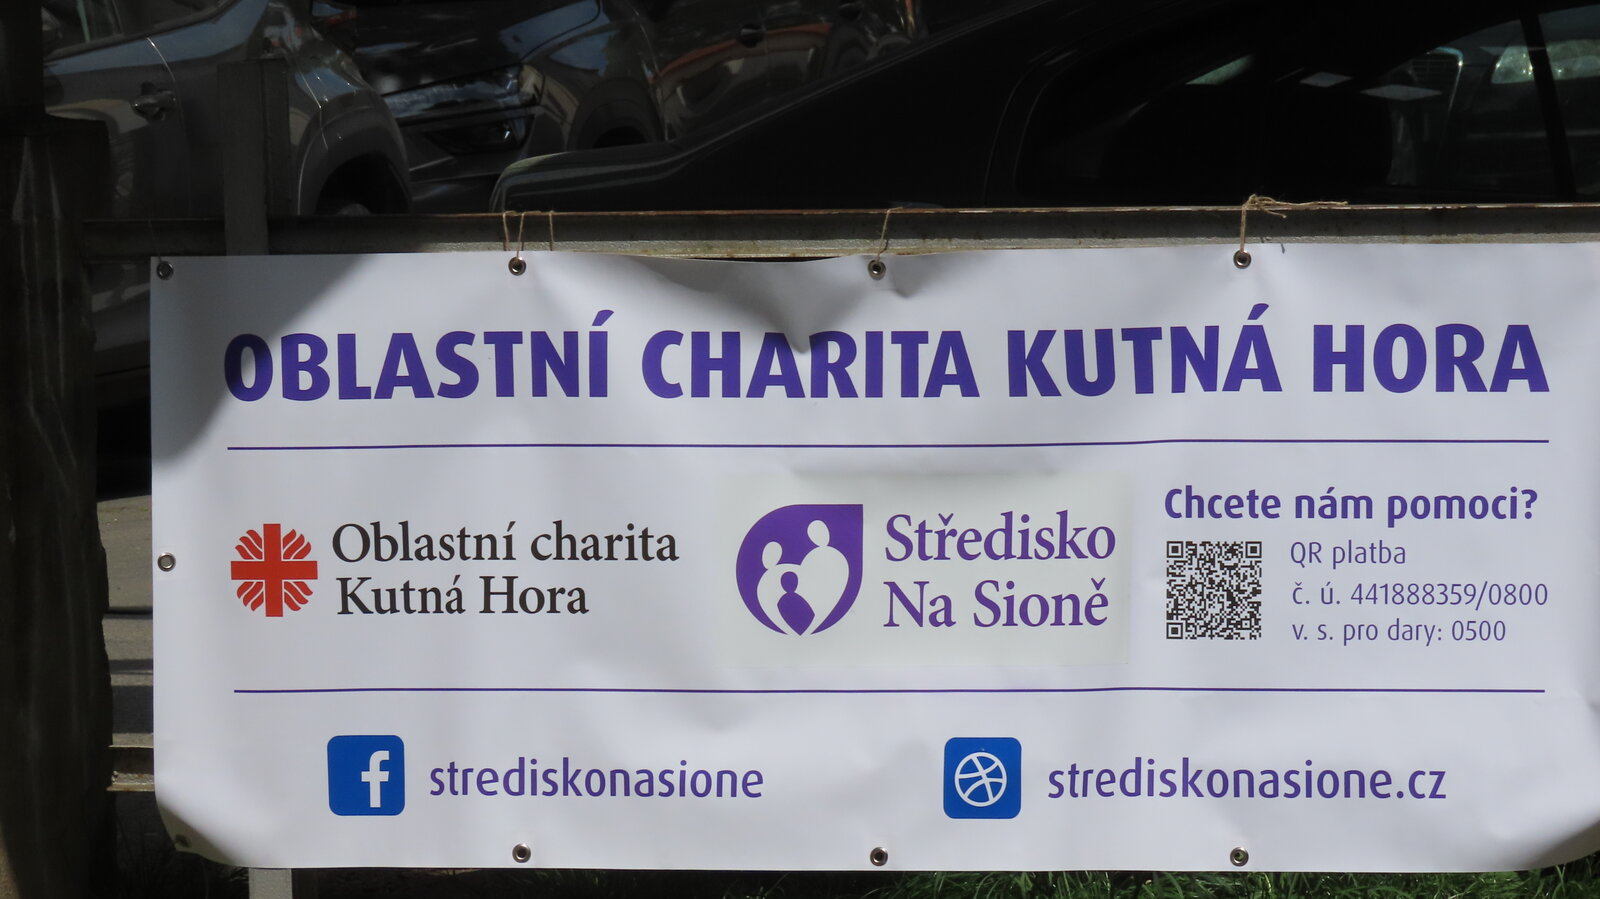 OBLASTNÍ CHARITA KUTNÁ HORA
Oblastní charita
Kutná Hora
Středisko
Na Sioně
Chcete nám pomoci?
QR platba
č. ú. 441888359/0800
v. s. pro dary: 0500
strediskonasione
strediskonasione.cz